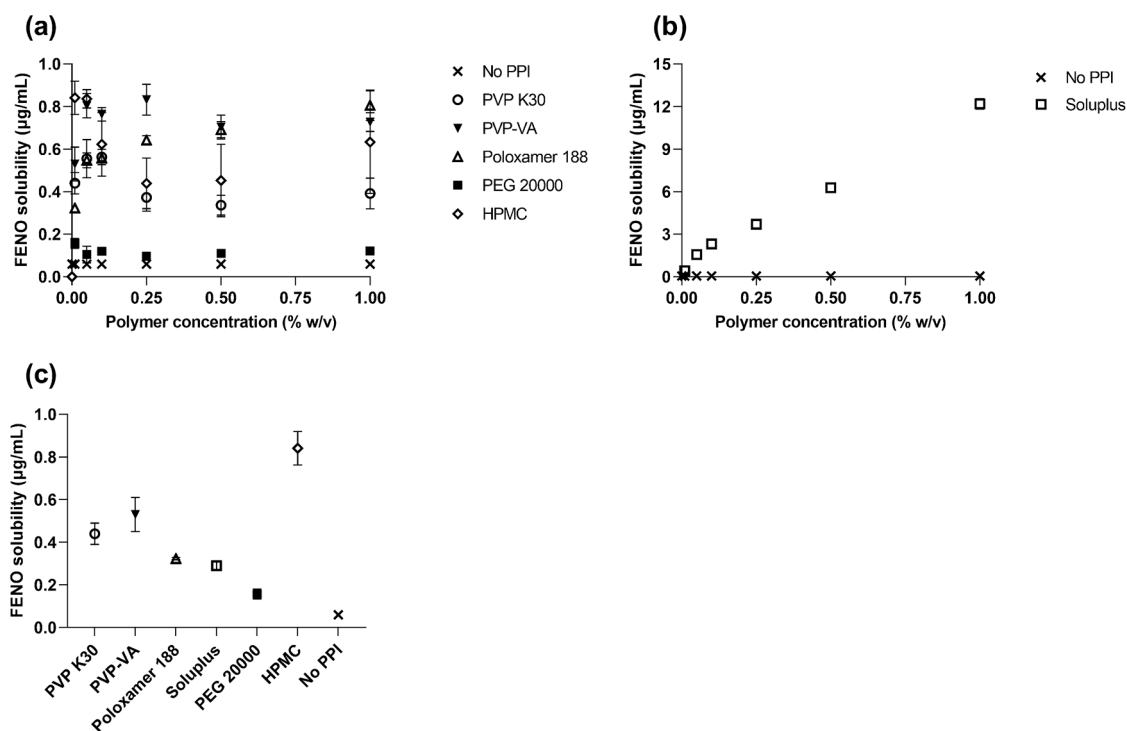 (a)
FENO solubility (μg/mL)
1.0
0.8
0.6
0.4
0.2
0.0
0.00 0.25 0.50 0.75 1.00
Polymer concentration (% w/v)
No PPI
PVP K30
PVP-VA
Poloxamer 188
PEG 20000
HPMC
(b)
FENO solubility (μg/mL)
15
12
9
6
3
0
0.00 0.25 0.50 0.75 1.00
Polymer concentration (% w/v)
No PPI
Soluplus
(c)
FENO solubility (μg/mL)
1.0
0.8
0.6
0.4
0.2
0.0
PVP K30
PVP-VA
Poloxamer 188
Soluplus
PEG 20000
HPMC
No PPI